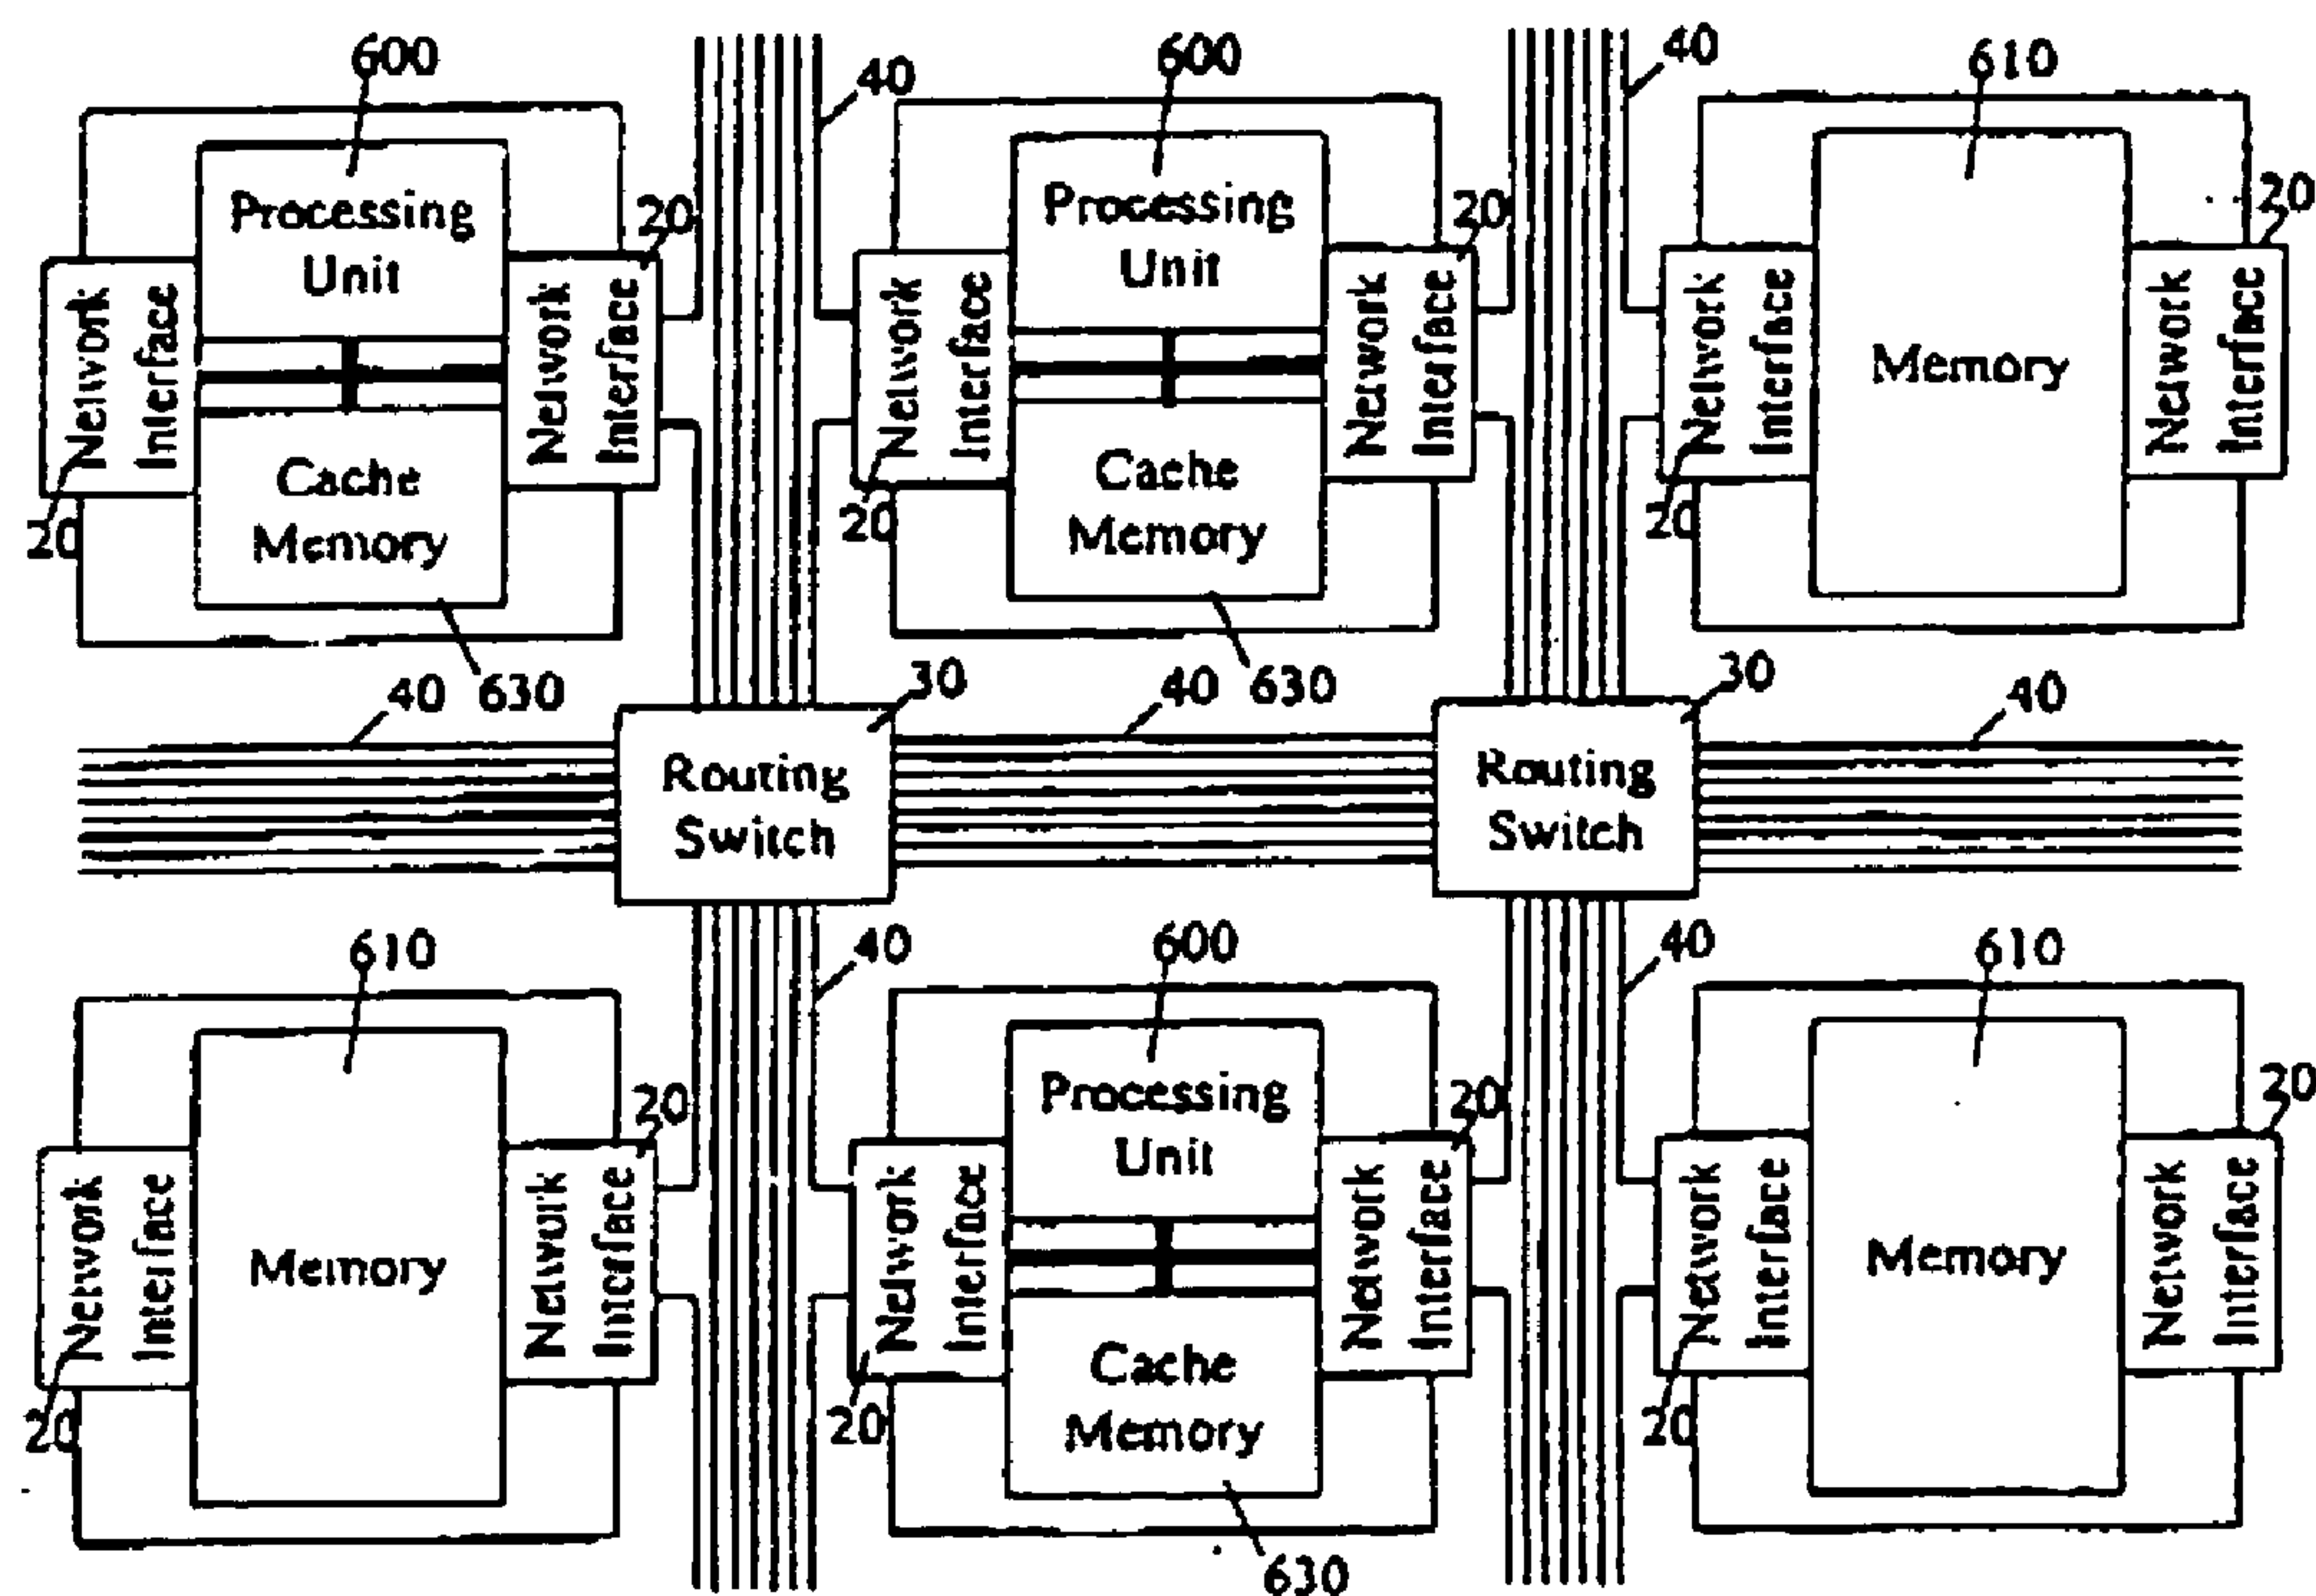 600
40
600
40
610
Processing
Unit
20
Network
Interface
Network
Interface
Cache
Memory
20
630
Processing
Unit
20
Network
Interface
Network
Interface
Cache
Memory
20
630
20
Network
Interface
Memory
Network
Interface
20
40
30
40
30
40
Routing
Switch
Routing
Switch
610
40
600
40
610
20
Network
Interface
Memory
Network
Interface
20
Processing
Unit
20
Network
Interface
Network
Interface
Cache
Memory
20
630
20
Network
Interface
Memory
Network
Interface
20